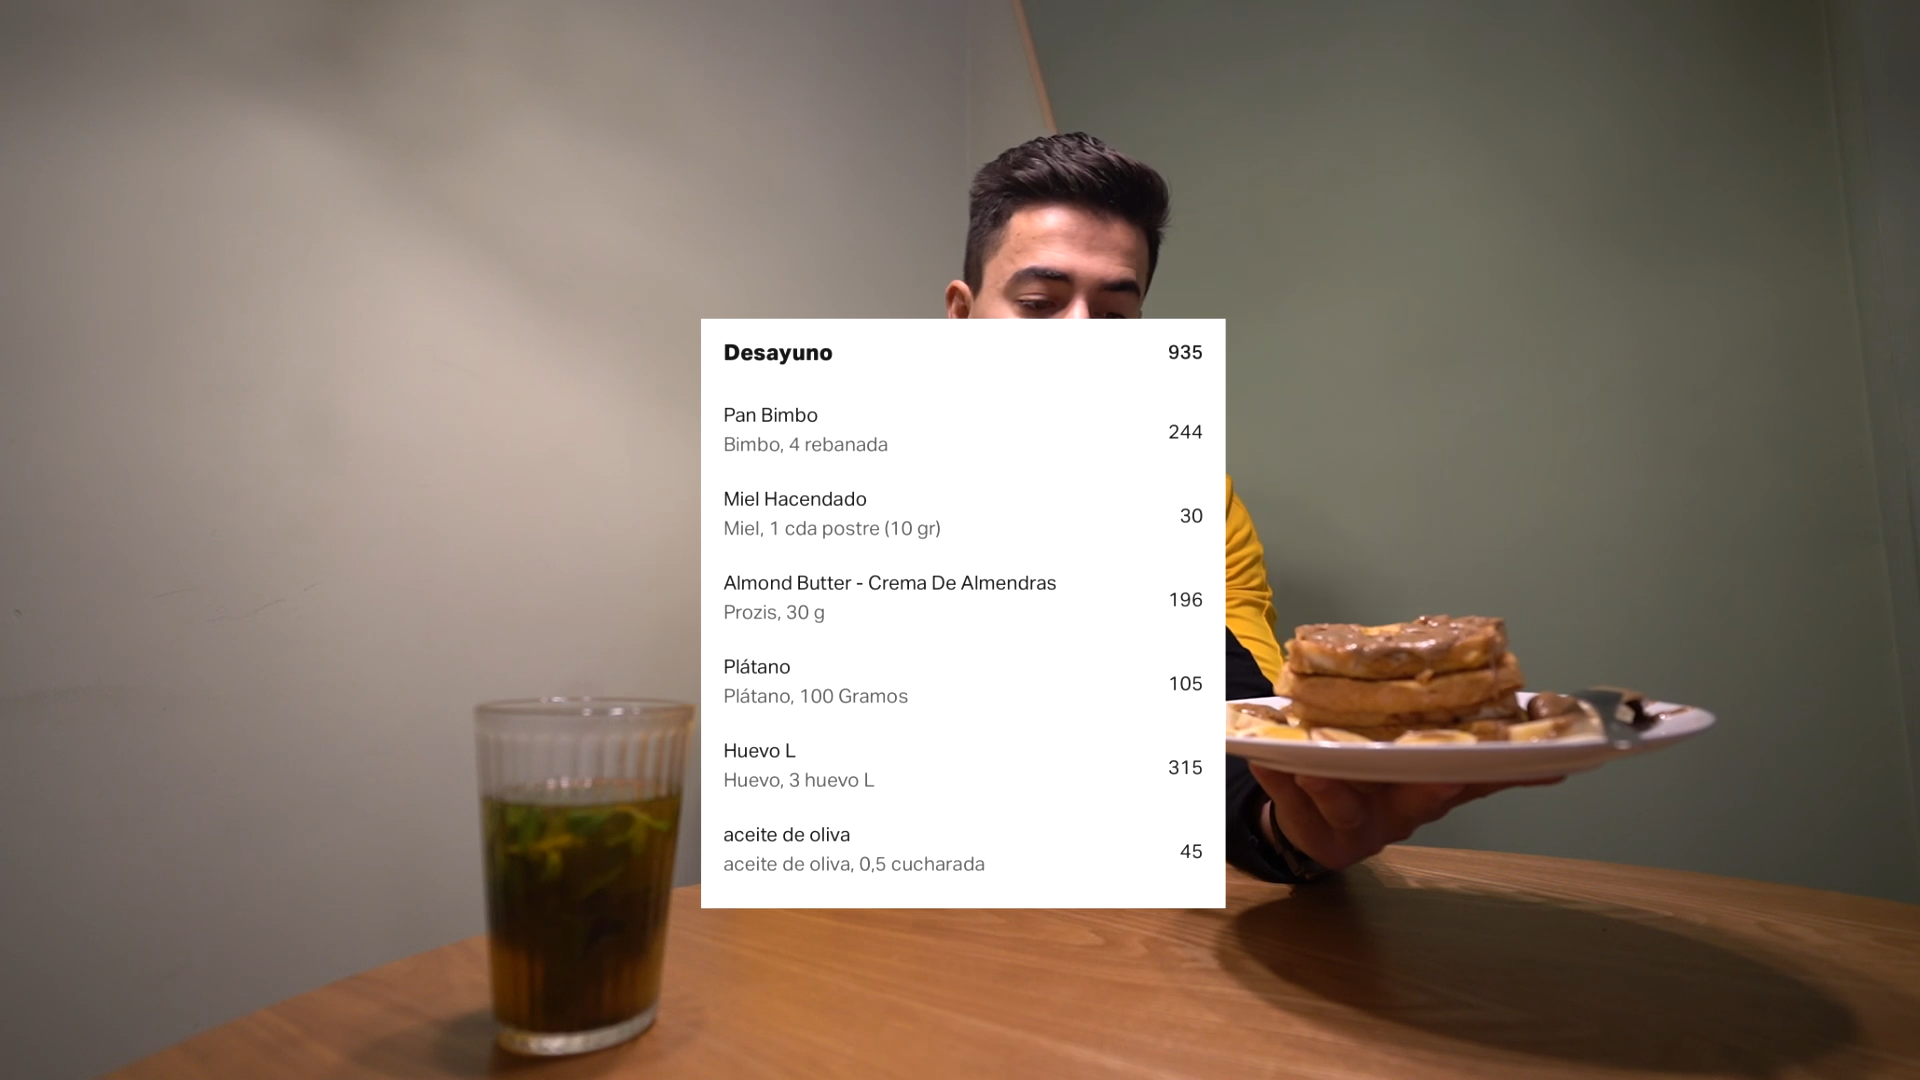 Desayuno 935
Pan Bimbo
Bimbo, 4 rebanada 244
Miel Hacendado
Miel, 1 cda postre (10 gr) 30
Almond Butter - Crema De Almendras
Prozis, 30 g 196
Plátano
Plátano, 100 Gramos 105
Huevo L
Huevo, 3 huevo L 315
aceite de oliva
aceite de oliva, 0,5 cucharada 45